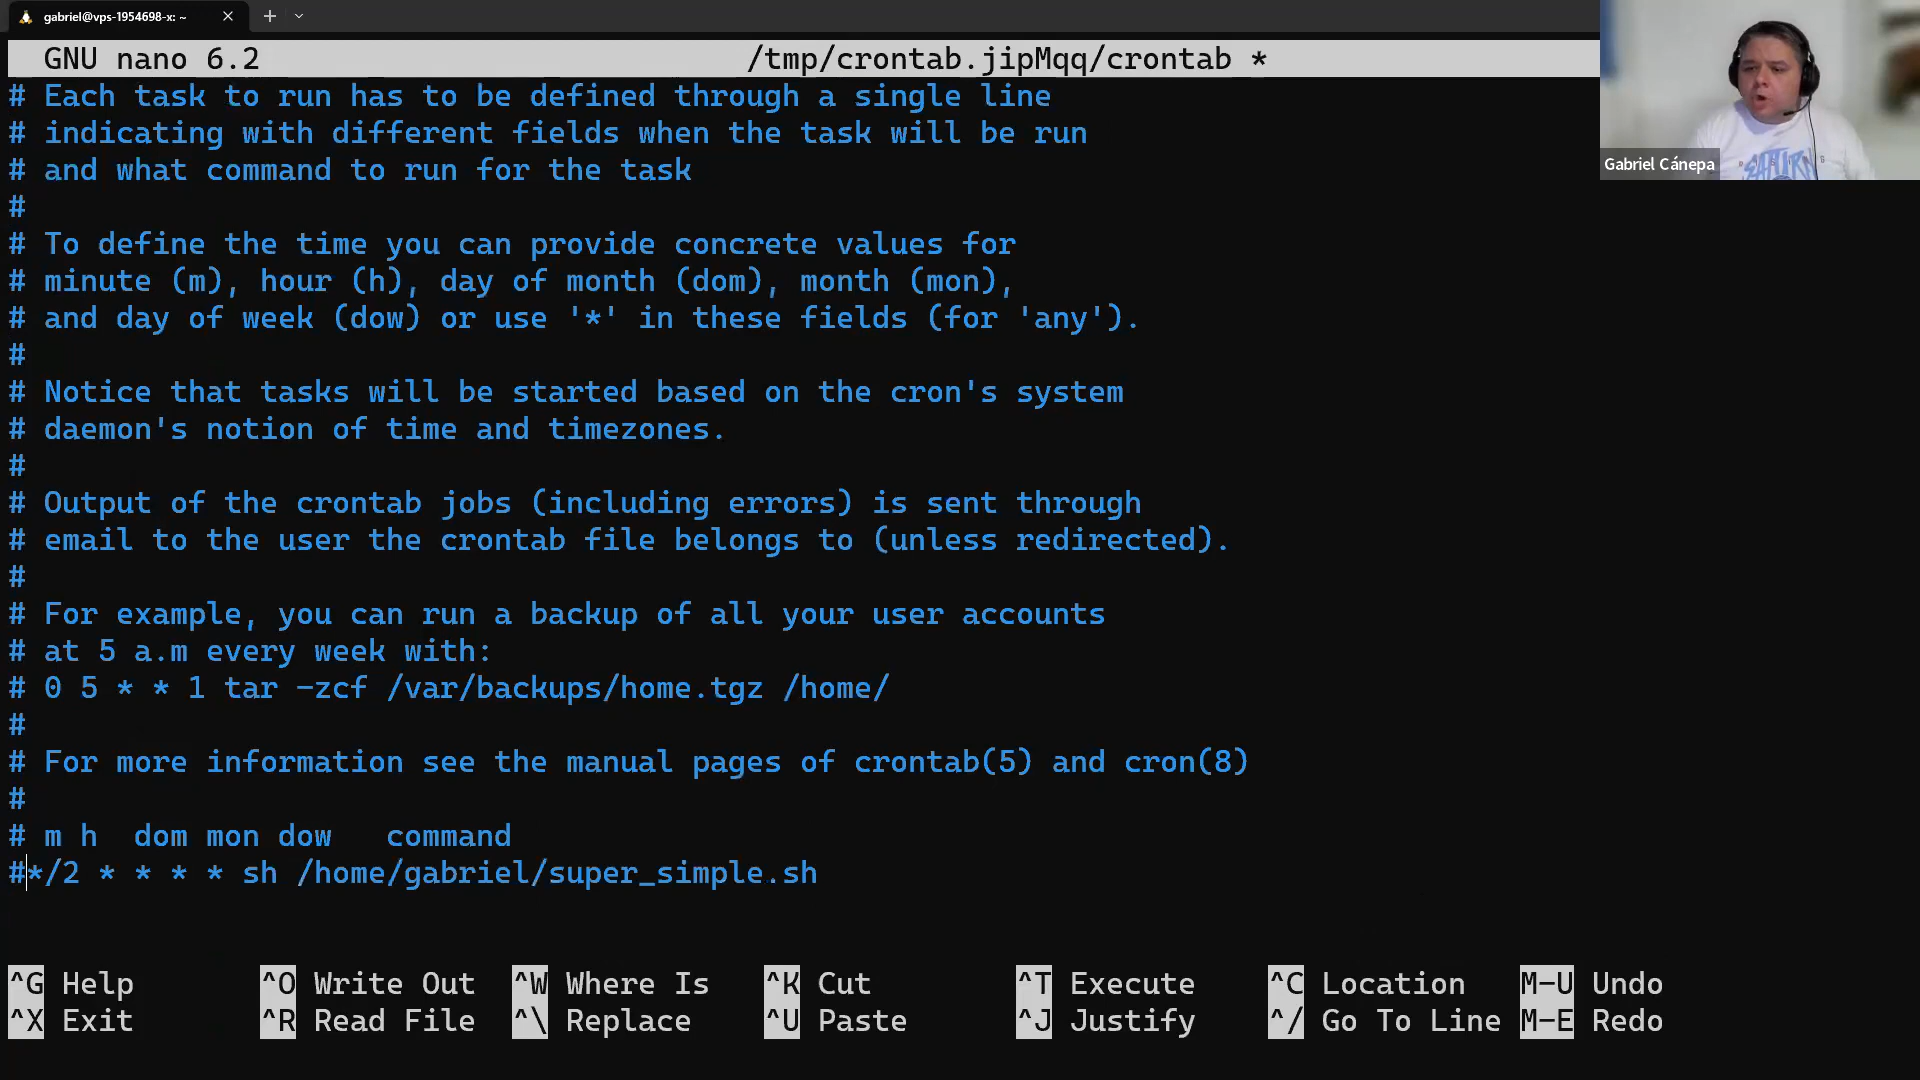 gabriel@vps-1954698-x: ~
GNU nano 6.2 /tmp/crontab.jipMqq/crontab *
# Each task to run has to be defined through a single line
# indicating with different fields when the task will be run
# and what command to run for the task
#
# To define the time you can provide concrete values for
# minute (m), hour (h), day of month (dom), month (mon),
# and day of week (dow) or use '*' in these fields (for 'any').
#
# Notice that tasks will be started based on the cron's system
# daemon's notion of time and timezones.
#
# Output of the crontab jobs (including errors) is sent through
# email to the user the crontab file belongs to (unless redirected).
#
# For example, you can run a backup of all your user accounts
# at 5 a.m every week with:
# 0 5 * * 1 tar -zcf /var/backups/home.tgz /home/
#
# For more information see the manual pages of crontab(5) and cron(8)
#
# m h  dom mon dow   command
#*/2 * * * * sh /home/gabriel/super_simple.sh
^G Help ^O Write Out ^W Where Is ^K Cut ^T Execute ^C Location M-U Undo
^X Exit ^R Read File ^\ Replace ^U Paste ^J Justify ^/ Go To Line M-E Redo
Gabriel Cánepa